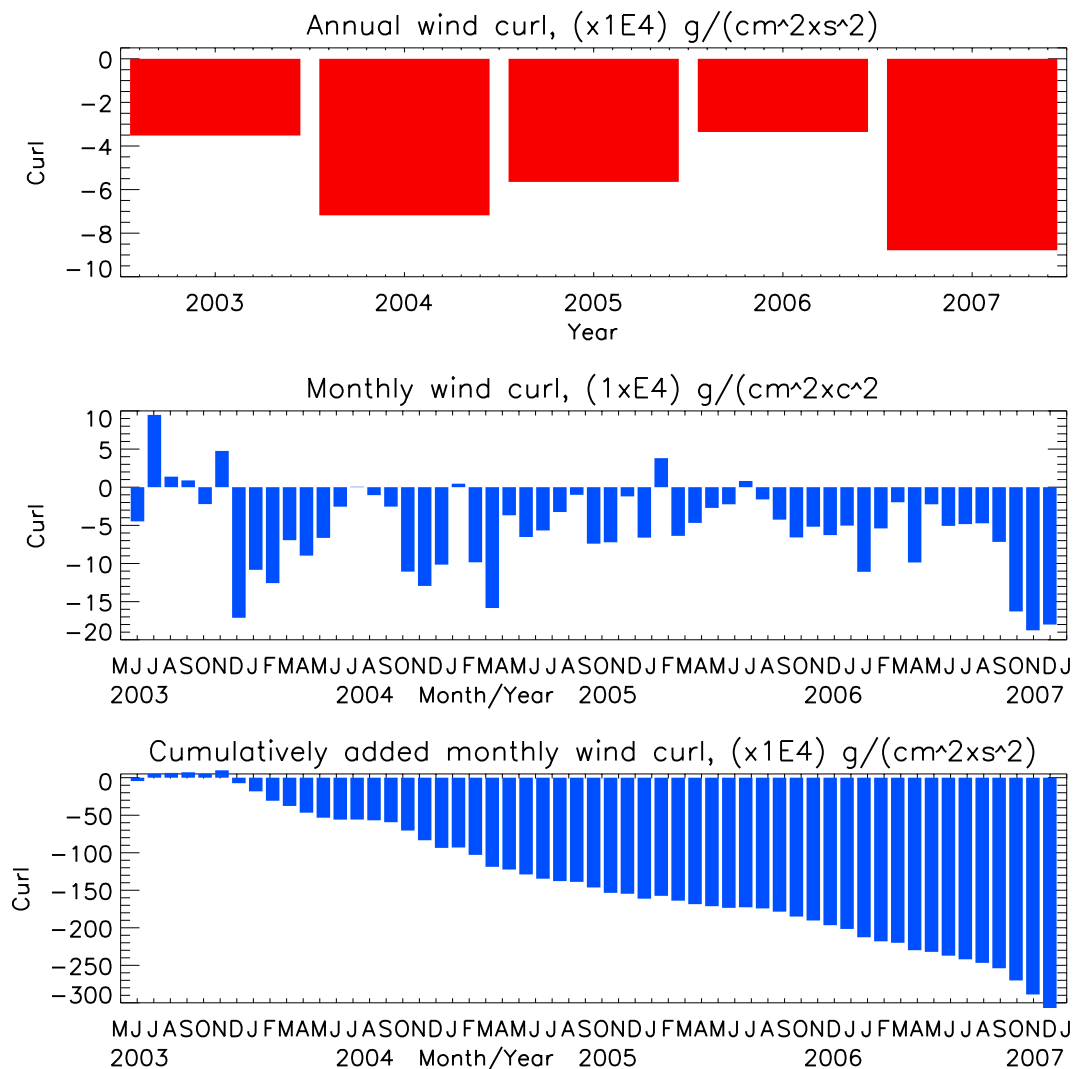 Annual wind curl, (x1E4) g/(cm^2xs^2)
0
−2
−4
−6
−8
−10
Curl
2003 2004 2005 2006 2007
Year
Monthly wind curl, (1xE4) g/(cm^2xc^2
10
5
0
−5
−10
−15
−20
Curl
M J J A S O N D J F M A M J J A S O N D J F M A M J J A S O N D J F M A M J J A S O N D J F M A M J J A S O N D J
2003 2004 Month/Year 2005 2006 2007
Cumulatively added monthly wind curl, (x1E4) g/(cm^2xs^2)
0
−50
−100
−150
−200
−250
−300
Curl
M J J A S O N D J F M A M J J A S O N D J F M A M J J A S O N D J F M A M J J A S O N D J F M A M J J A S O N D J
2003 2004 Month/Year 2005 2006 2007